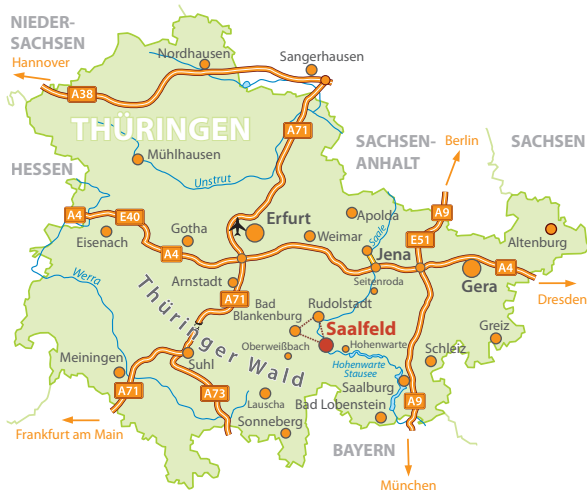 NIEDER-
SACHSEN
Hannover
Nordhausen
Sangerhausen
A38
THÜRINGEN
A71
SACHSEN-
ANHALT
Berlin
SACHSEN
HESSEN
Mühlhausen
Unstrut
A4
E40
Eisenach
Gotha
Erfurt
Weimar
Apolda
Saale
A9
E51
Altenburg
A4
Jena
Seitenroda
Gera
A4
Dresden
Werra
Arnstadt
A71
Bad
Blankenburg
Rudolstadt
Thüringer Wald
Saalfeld
Oberweißbach
Hohenwarte
Greiz
Schleiz
Meiningen
Suhl
Hohenwarte
Stausee
Saalburg
A71
A73
Lauscha
Sonneberg
Bad Lobenstein
A9
Frankfurt am Main
BAYERN
München